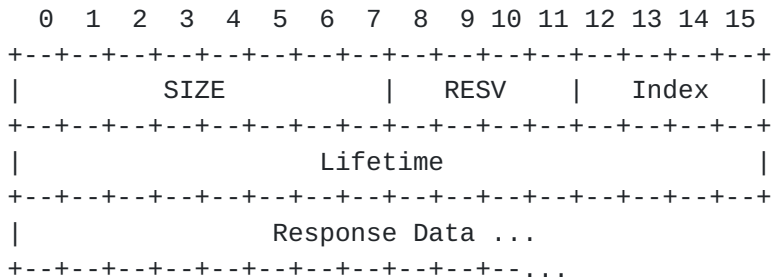 0  1  2  3  4  5  6  7  8  9 10 11 12 13 14 15
+--+--+--+--+--+--+--+--+--+--+--+--+--+--+--+--+
|         SIZE          |   RESV    |   Index   |
+--+--+--+--+--+--+--+--+--+--+--+--+--+--+--+--+
|                   Lifetime                    |
+--+--+--+--+--+--+--+--+--+--+--+--+--+--+--+--+
|                Response Data ...
+--+--+--+--+--+--+--+--+--+--+--...